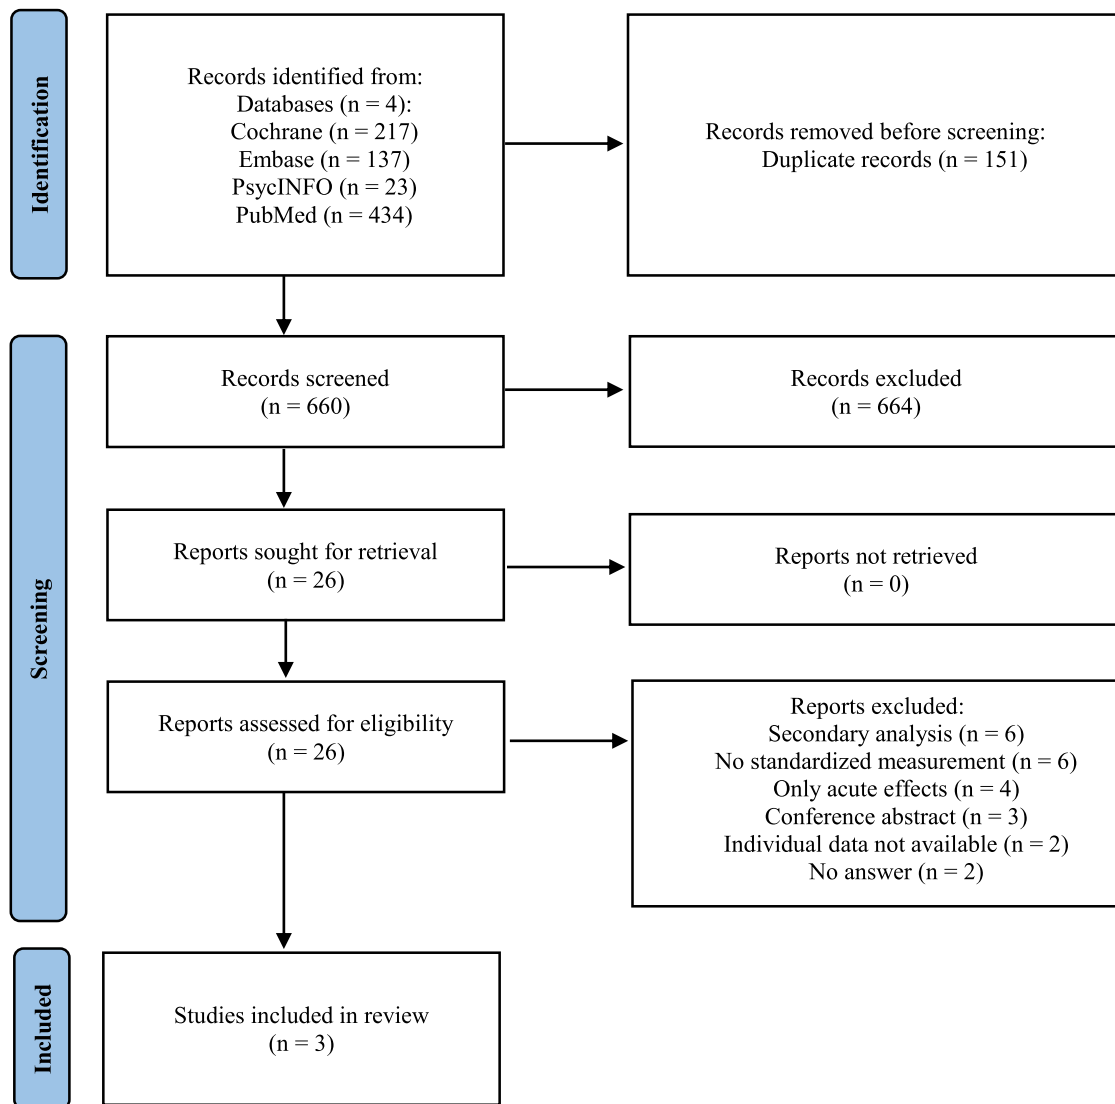 Identification
Records identified from:
Databases (n = 4):
Cochrane (n = 217)
Embase (n = 137)
PsycINFO (n = 23)
PubMed (n = 434)
Records removed before screening:
Duplicate records (n = 151)
Screening
Records screened
(n = 660)
Records excluded
(n = 664)
Reports sought for retrieval
(n = 26)
Reports not retrieved
(n = 0)
Reports assessed for eligibility
(n = 26)
Reports excluded:
Secondary analysis (n = 6)
No standardized measurement (n = 6)
Only acute effects (n = 4)
Conference abstract (n = 3)
Individual data not available (n = 2)
No answer (n = 2)
Included
Studies included in review
(n = 3)